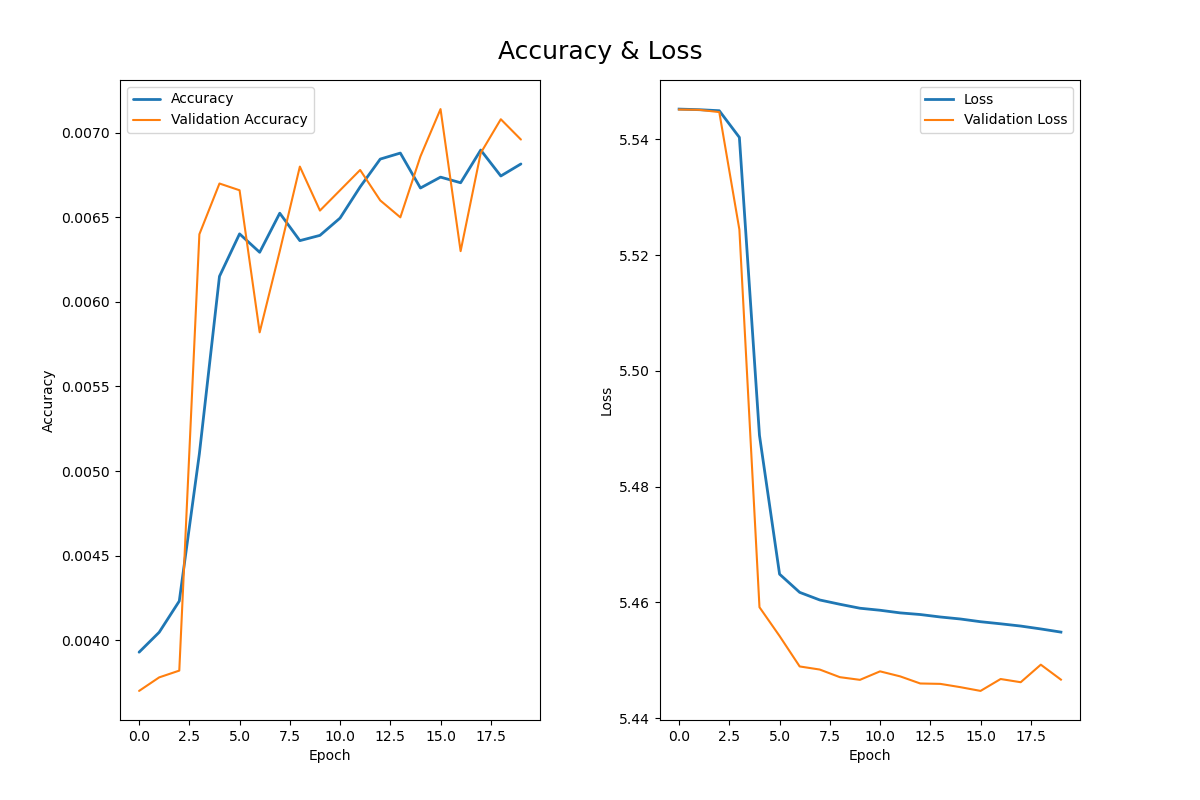 Accuracy & Loss
Accuracy
Validation Accuracy
0.0070
0.0065
0.0060
0.0055
0.0050
0.0045
0.0040
Accuracy
0.0 2.5 5.0 7.5 10.0 12.5 15.0 17.5
Epoch
Loss
Validation Loss
5.54
5.52
5.50
5.48
5.46
5.44
Loss
0.0 2.5 5.0 7.5 10.0 12.5 15.0 17.5
Epoch